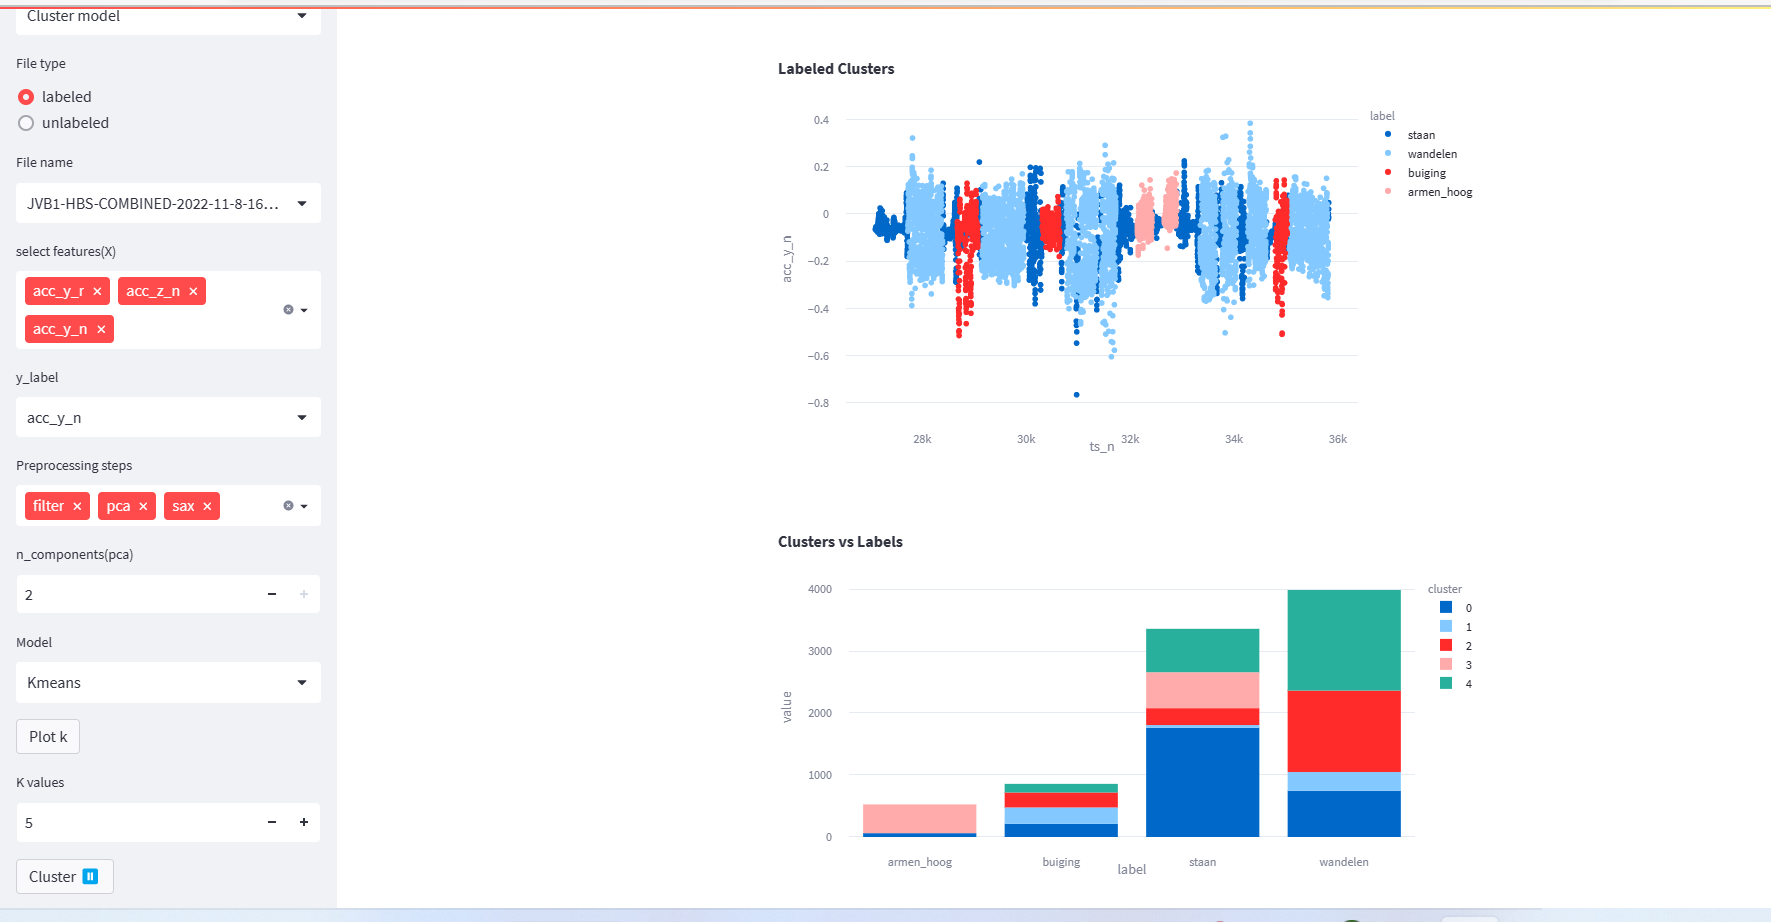 Cluster model
File type
labeled
unlabeled
File name
JVB1-HBS-COMBINED-2022-11-8-16...
select features(X)
acc_y_r × acc_z_n ×
acc_y_n ×
y_label
acc_y_n
Preprocessing steps
filter × pca × sax ×
n_components(pca)
2 − +
Model
Kmeans
Plot k
K values
5 − +
Cluster
Labeled Clusters
0.4
0.2
0
−0.2
−0.4
−0.6
−0.8
acc_y_n
28k 30k 32k 34k 36k
ts_n
label
staan
wandelen
buiging
armen_hoog
Clusters vs Labels
4000
3000
2000
1000
0
value
armen_hoog buiging staan wandelen
label
cluster
0
1
2
3
4